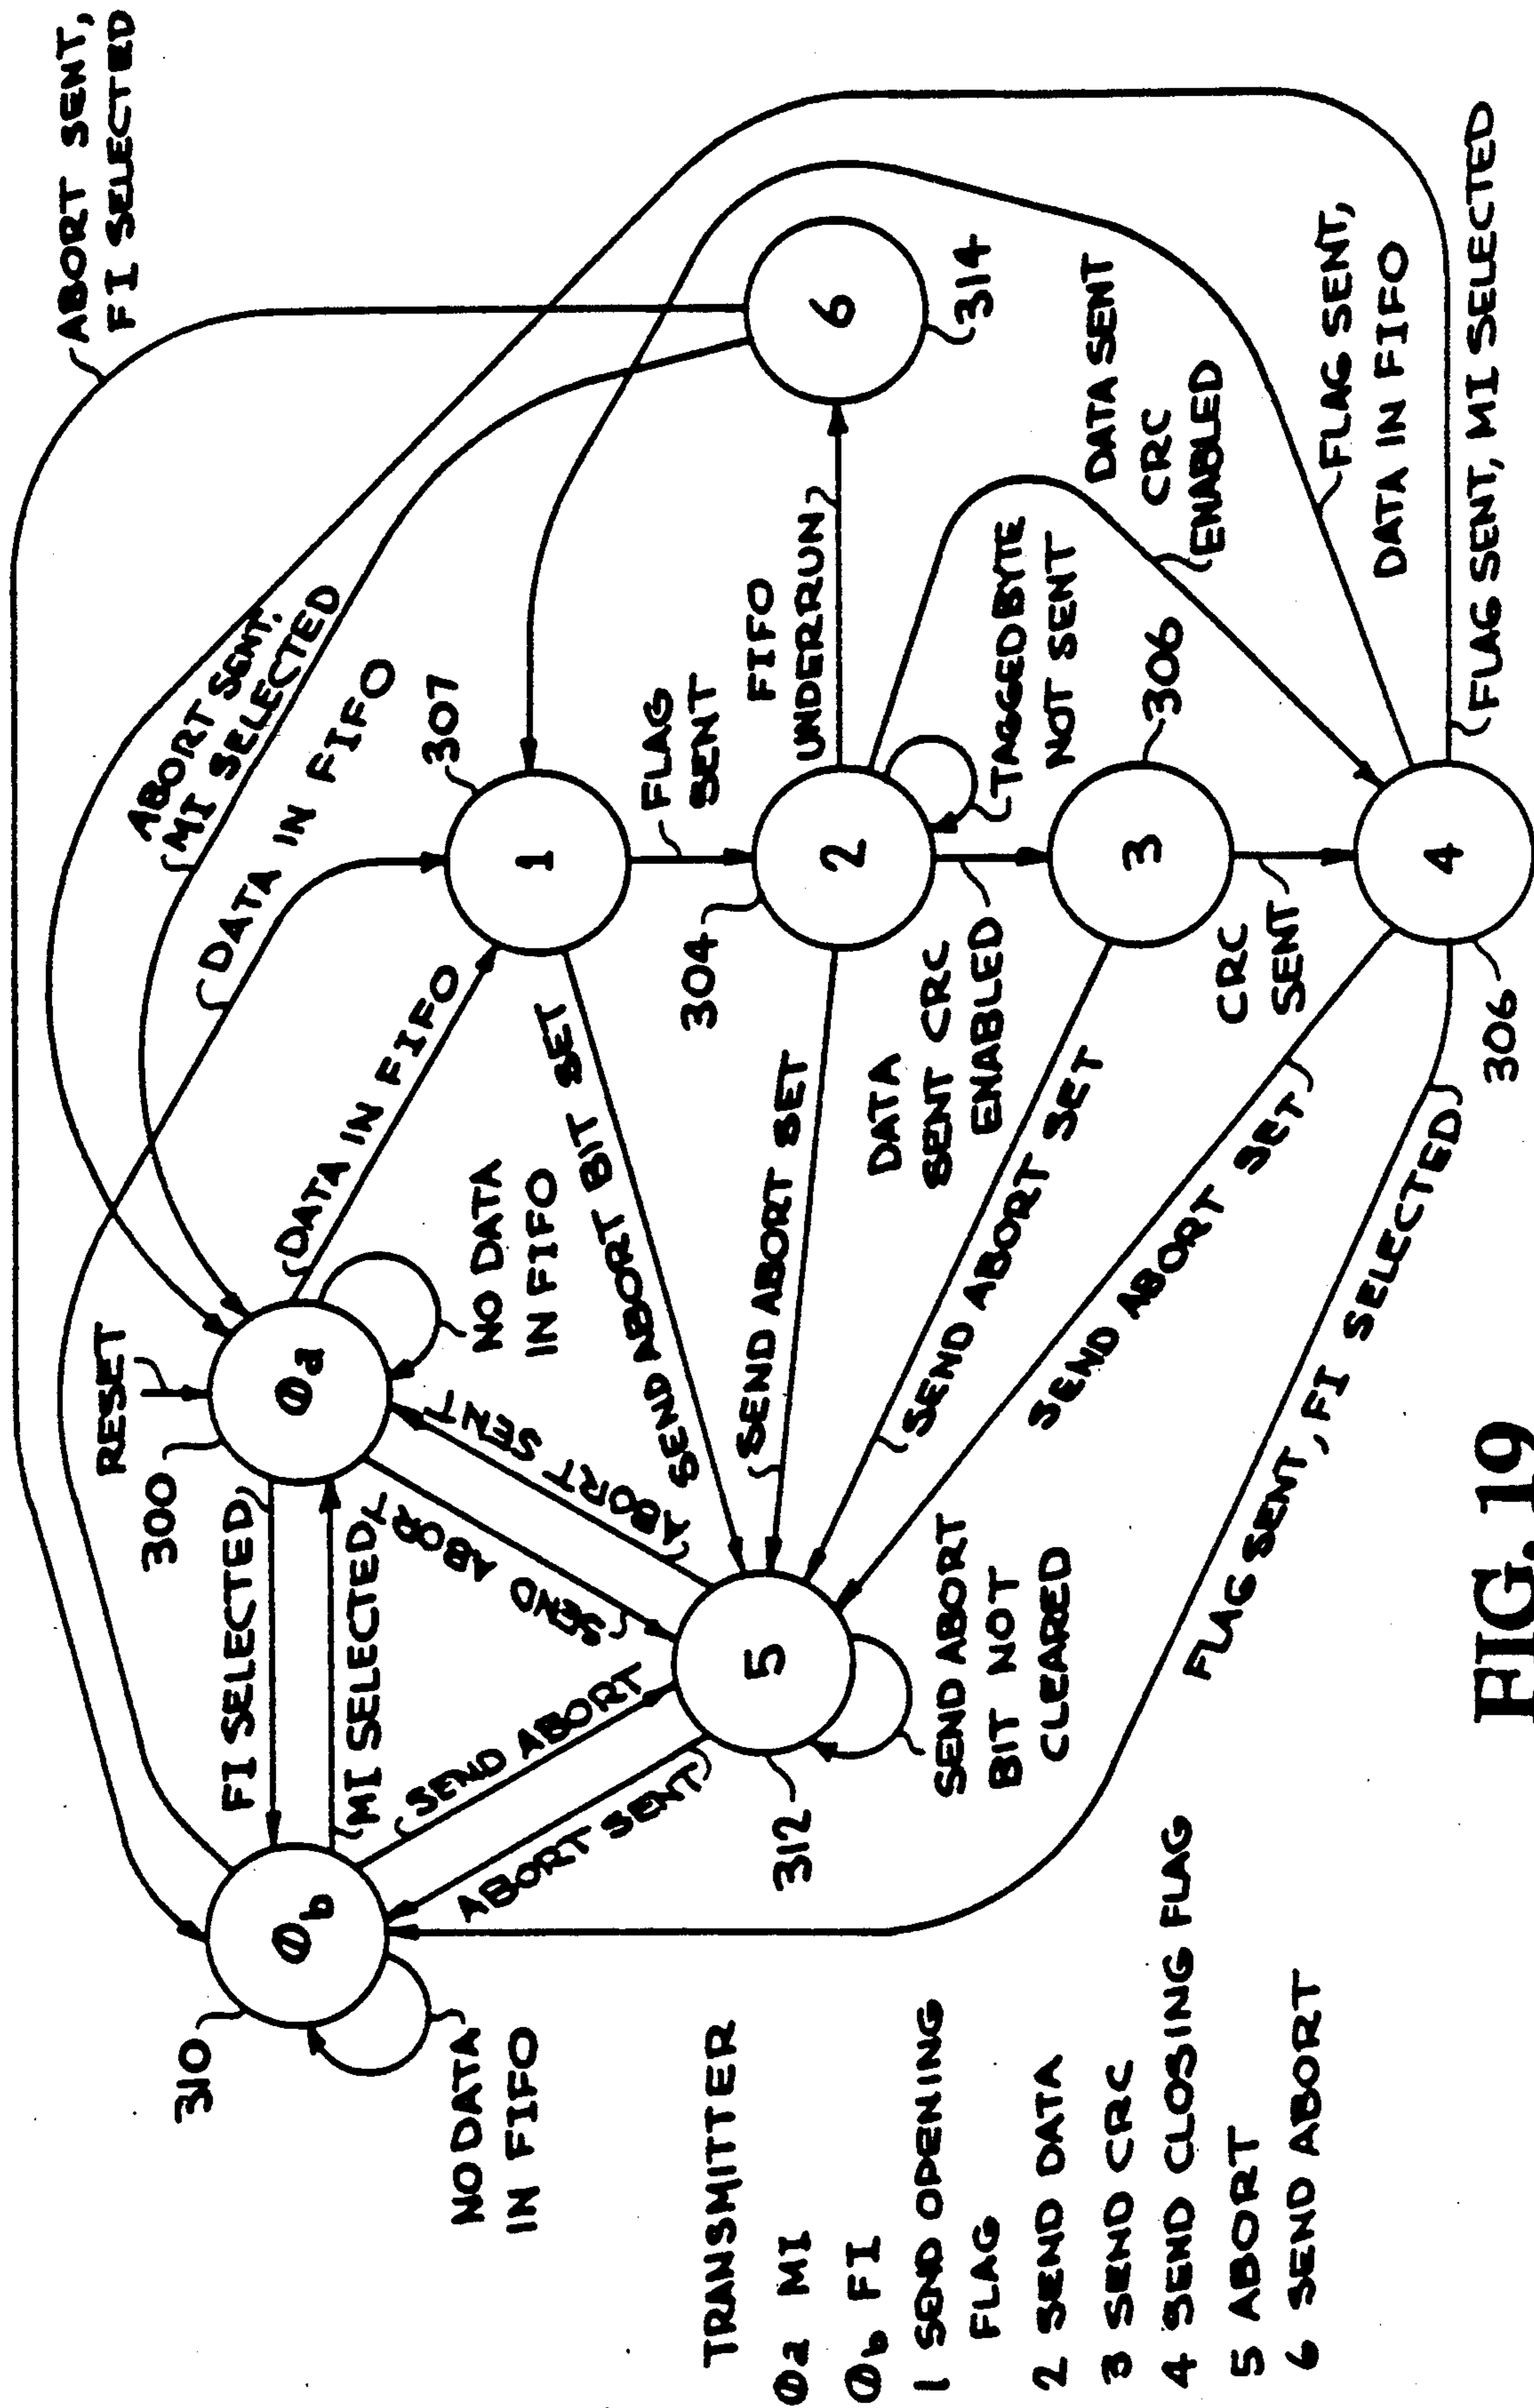 ABORT SENT,
FI SELECTED
ABORT SENT.
MI SELECTED
DATA IN FIFO
RESET
300
0a
DATA IN FIFO
307
1
FI SELECTED
MI SELECTED
310
0b
NO DATA
IN FIFO
NO DATA
IN FIFO
SEND ABORT
ABORT SENT
SEND ABOR T
ABORT SENT
SEND ABORT BIT SET
FLAG
SENT
304
2
FIFO
UNDERRUN
6
314
SEND ABORT SET
5
312
SEND ABORT
BIT NOT
CLEARED
DATA
SENT CRC
ENABLED
TAGGED BYTE
NOT SENT
DATA SENT
CRC
ENABLED
SEND ABORT SET
3
306
CRC
SENT
SEND ABORT SET
4
306
FLAG SENT,
DATA IN FIFO
FLAG SENT, MI SELECTED
FLAG SENT, FI SELECTED
TRANSMITTER
0a MI
0b FI
1 SEND OPENING
FLAG
2 SEND DATA
3 SEND CRC
4 SEND CLOSING FLAG
5 ABORT
6 SEND ABORT
FIG. 19